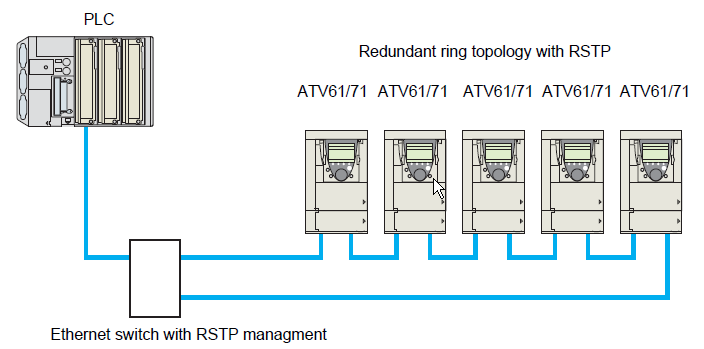 PLC
Redundant ring topology with RSTP
ATV61/71 ATV61/71 ATV61/71 ATV61/71 ATV61/71
Ethernet switch with RSTP managment